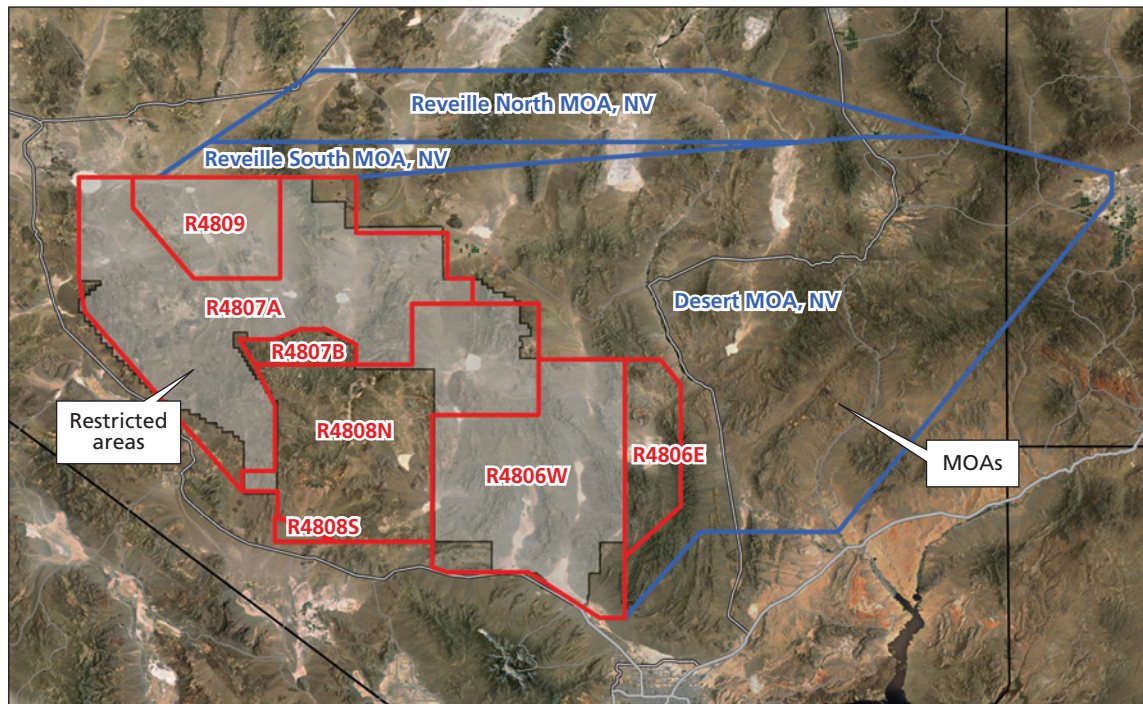 Reveille North MOA, NV
Reveille South MOA, NV
R4809
R4807A
Desert MOA, NV
R4807B
Restricted
areas
R4808N
R4806E
R4806W
MOAs
R4808S